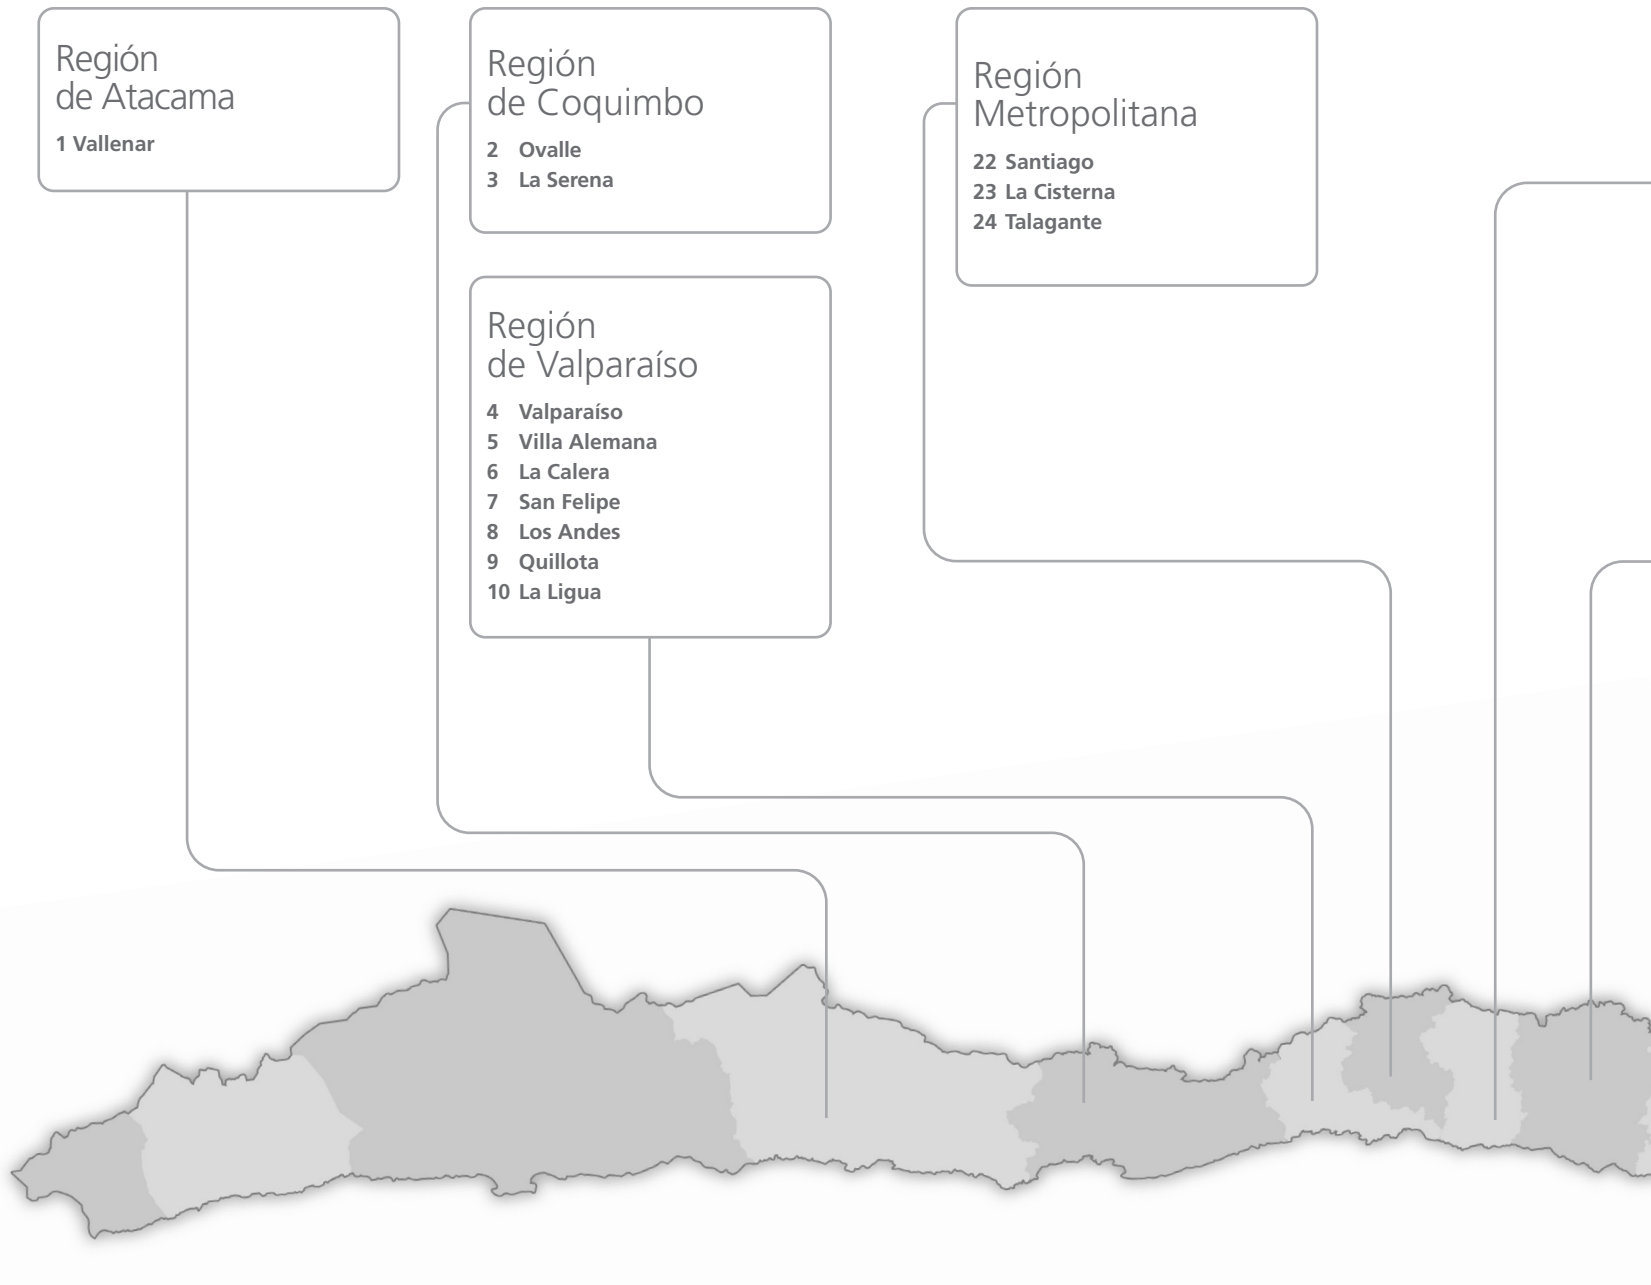 Región
de Atacama
1 Vallenar
Región
de Coquimbo
2 Ovalle
3 La Serena
Región
de Valparaíso
4 Valparaíso
5 Villa Alemana
6 La Calera
7 San Felipe
8 Los Andes
9 Quillota
10 La Ligua
Región
Metropolitana
22 Santiago
23 La Cisterna
24 Talagante